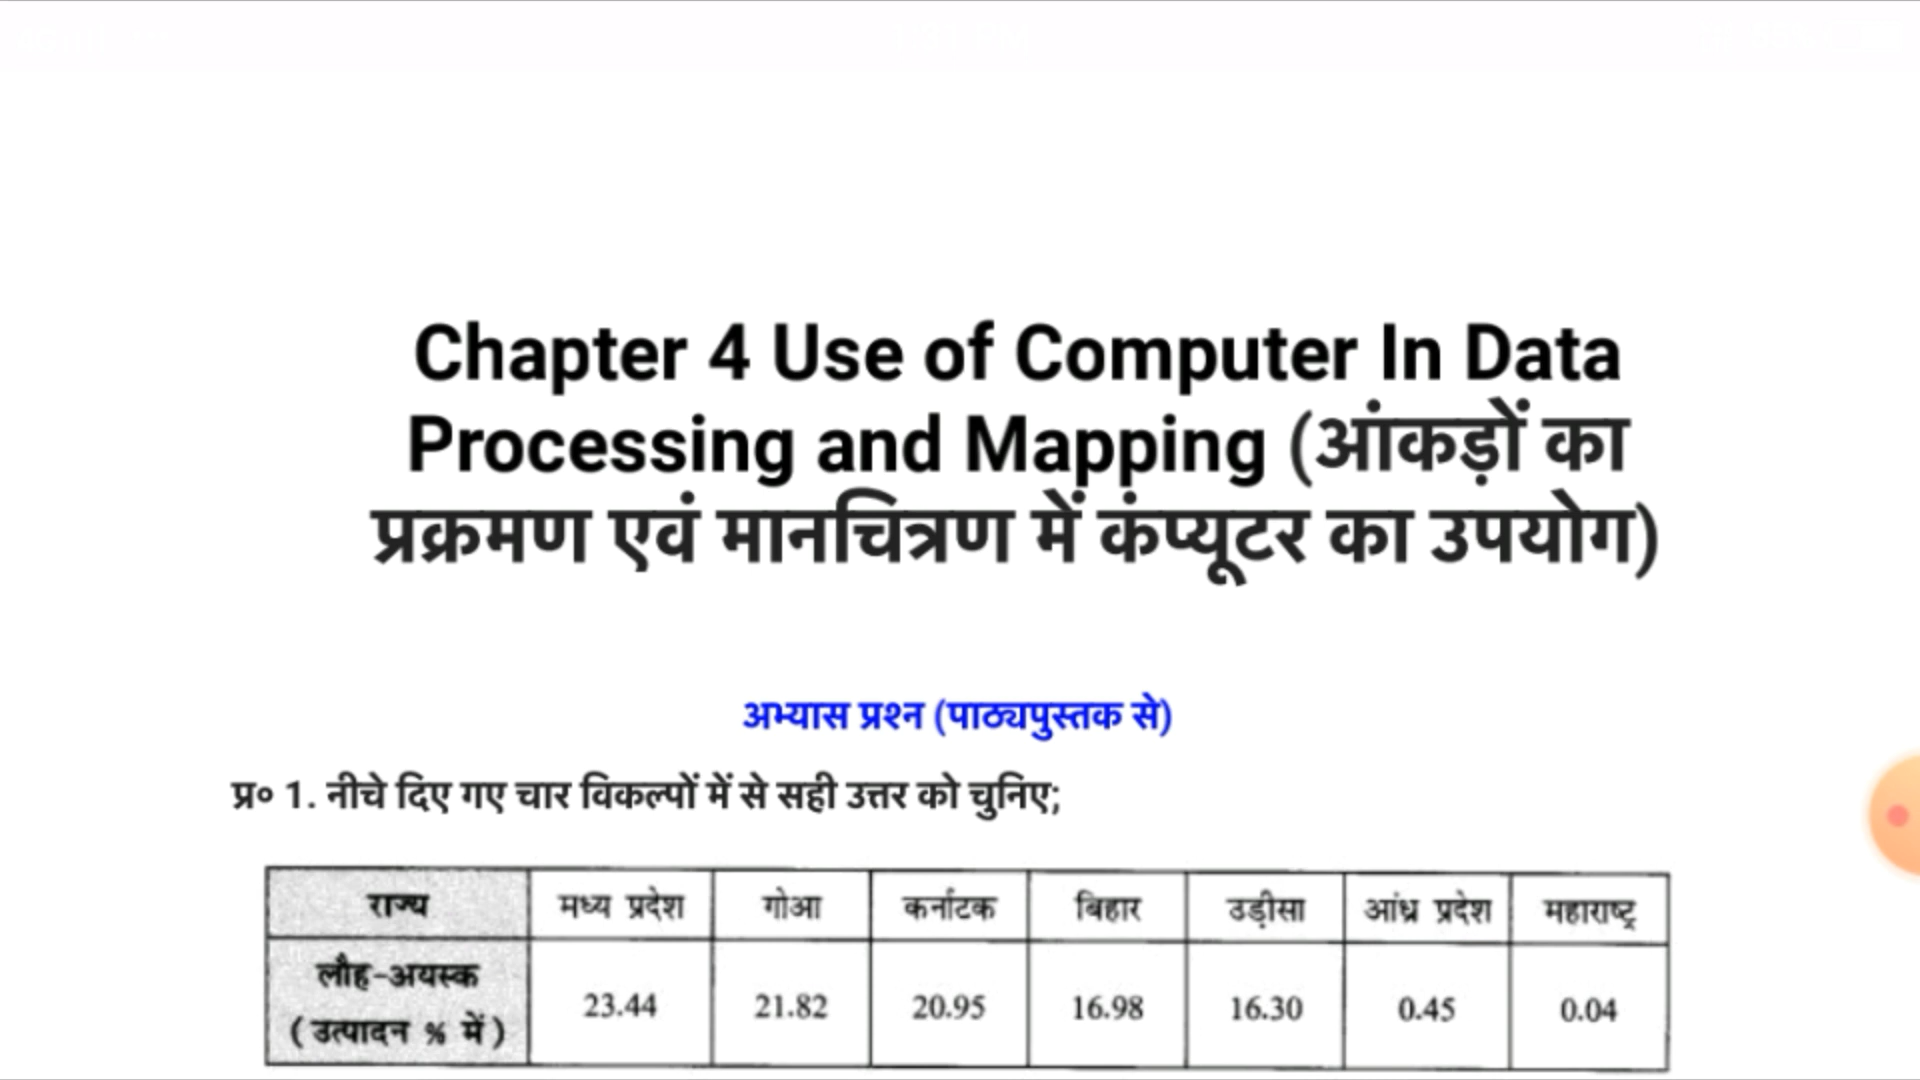 Chapter 4 Use of Computer In Data
Processing and Mapping (आंकड़ों का
प्रक्रमण एवं मानचित्रण में कंप्यूटर का उपयोग)
अभ्यास प्रश्न (पाठ्यपुस्तक से)
प्र० 1. नीचे दिए गए चार विकल्पों में से सही उत्तर को चुनिए;
राज्य मध्य प्रदेश गोआ कर्नाटक बिहार उड़ीसा आंध्र प्रदेश महाराष्ट्र
लौह-अयस्क
(उत्पादन % में) 23.44 21.82 20.95 16.98 16.30 0.45 0.04